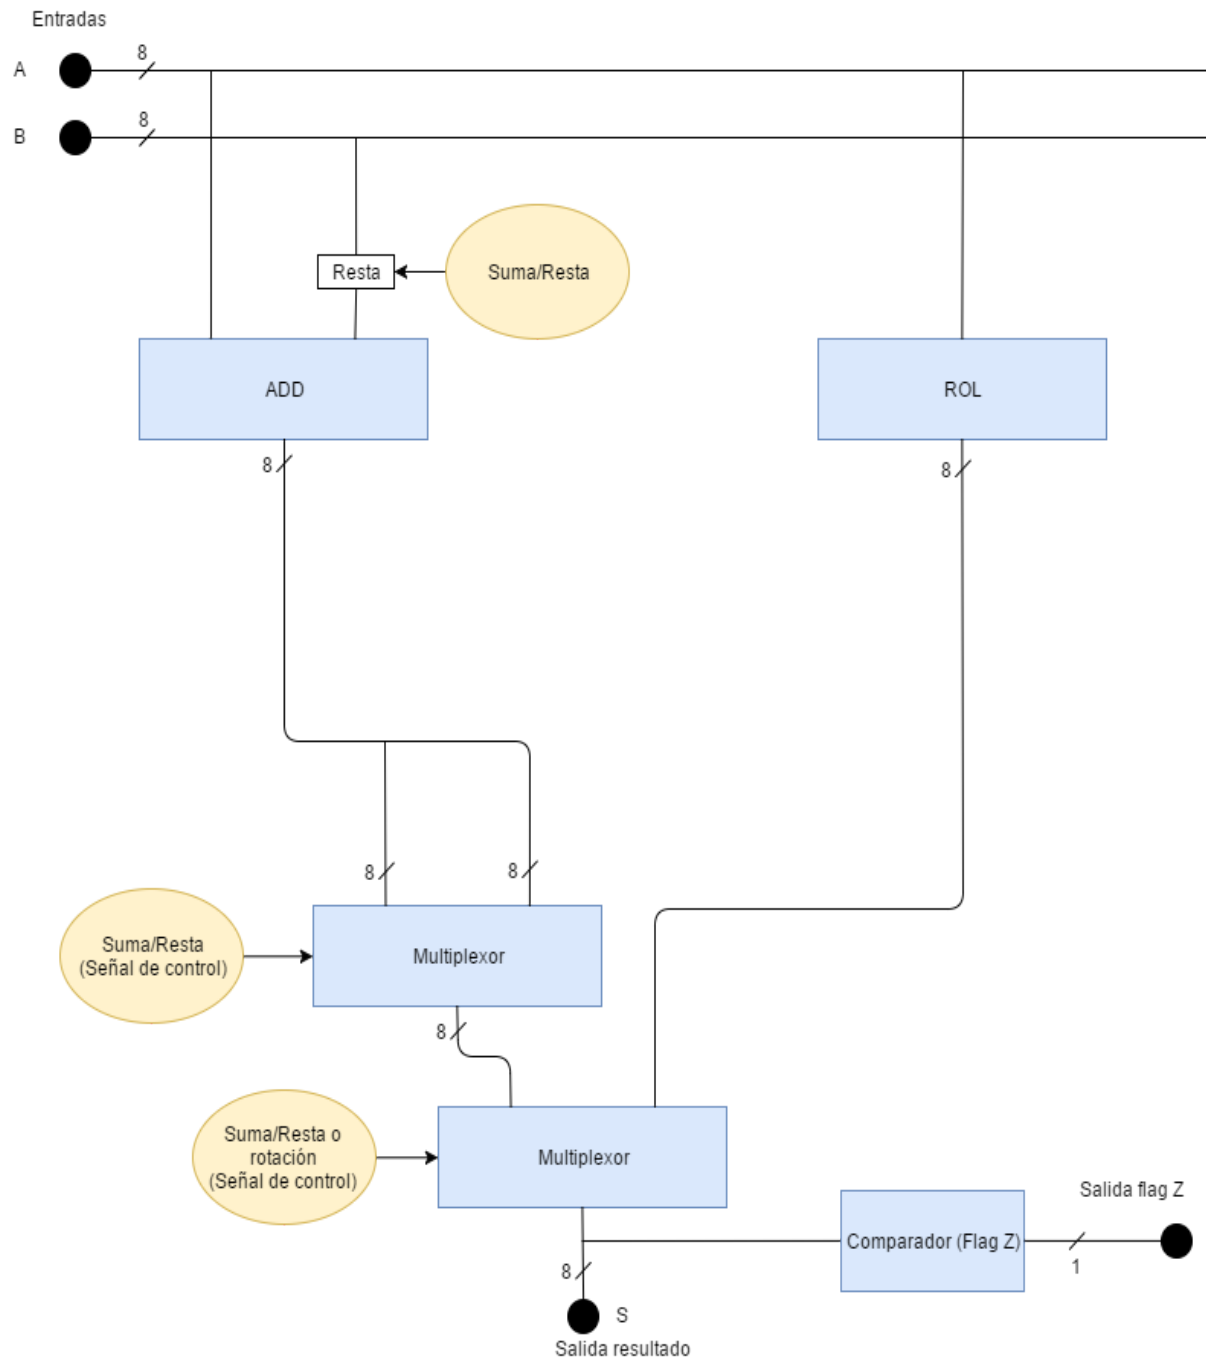 Entradas
8
A
8
B
Resta
Suma/Resta
ADD
ROL
8
8
8
8
Suma/Resta
(Señal de control)
Multiplexor
8
Suma/Resta o
rotación
(Señal de control)
Multiplexor
Salida flag Z
Comparador (Flag Z)
8
1
S
Salida resultado